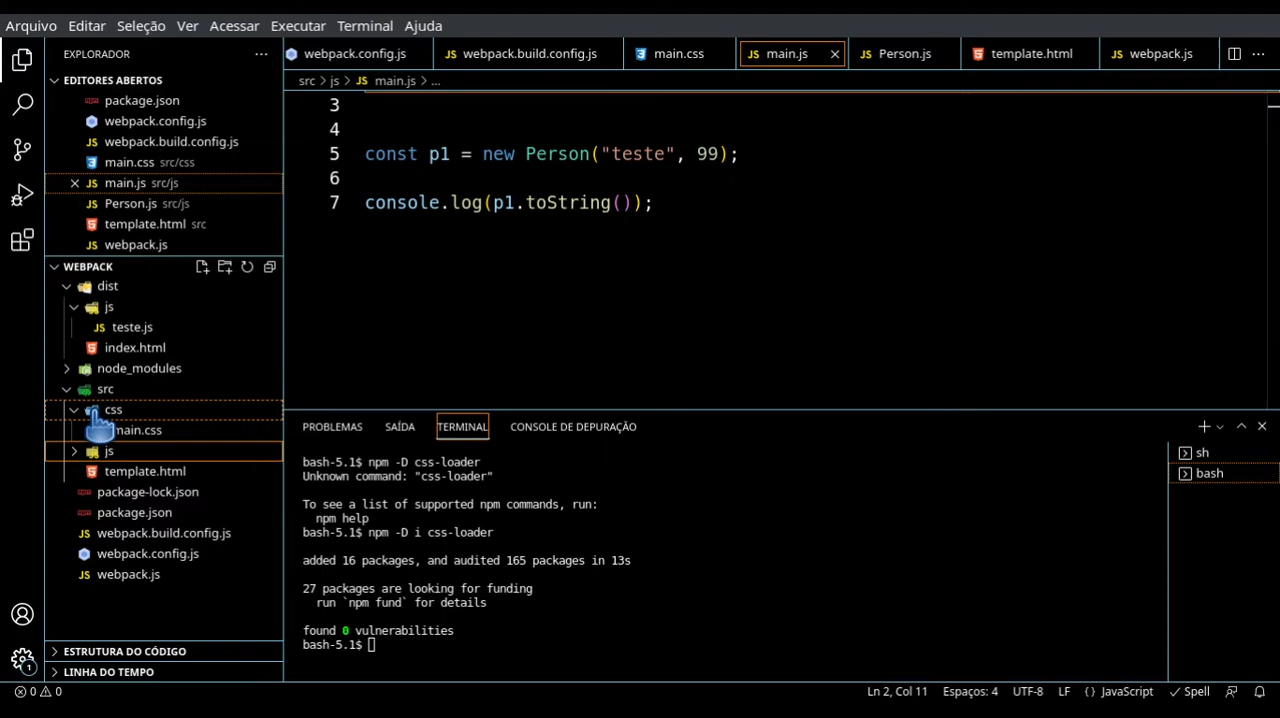 Arquivo Editar Seleção Ver Acessar Executar Terminal Ajuda
EXPLORADOR
webpack.config.js webpack.build.config.js main.css main.js Person.js template.html webpack.js
EDITORES ABERTOS
package.json
webpack.config.js
webpack.build.config.js
main.css src/css
main.js src/js
Person.js src/js
template.html src
webpack.js
WEBPACK
dist
js
teste.js
index.html
node_modules
src
css
main.css
js
template.html
package-lock.json
package.json
webpack.build.config.js
webpack.config.js
webpack.js
ESTRUTURA DO CÓDIGO
LINHA DO TEMPO
src > js > JS main.js > ...
3
4
5 const p1 = new Person("teste", 99);
6
7 console.log(p1.toString());
PROBLEMAS SAÍDA TERMINAL CONSOLE DE DEPURAÇÃO
bash-5.1$ npm -D css-loader
Unknown command: "css-loader"
To see a list of supported npm commands, run:
npm help
bash-5.1$ npm -D i css-loader
added 16 packages, and audited 165 packages in 13s
27 packages are looking for funding
run `npm fund` for details
found 0 vulnerabilities
bash-5.1$
sh
bash
0 0 Ln 2, Col 11 Espaços: 4 UTF-8 LF {} JavaScript Spell